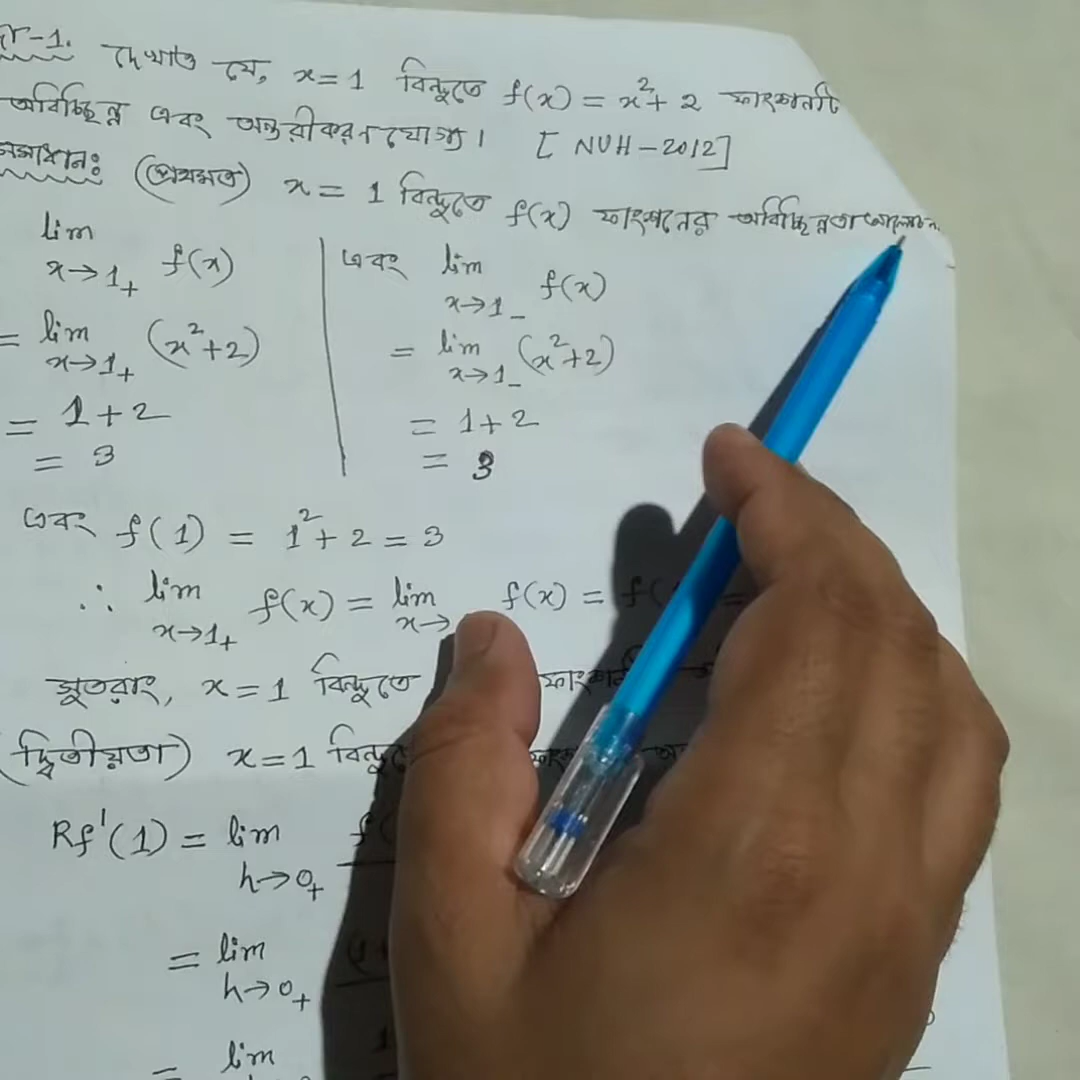 -1. দেখাও যে, x = 1 বিন্দুতে f(x) = x² + 2 ফাংশনটি
অবিচ্ছিন্ন এবং অন্তরীকরণযোগ্য। [NUH - 2012]
সমাধানঃ (প্রথমত) x = 1 বিন্দুতে f(x) ফাংশনের অবিচ্ছিন্নতা
lim x→1+ f(x)
= lim x→1+ (x²+2)
= 1 + 2
= 3
এবং lim x→1- f(x)
= lim x→1- (x²+2)
= 1 + 2
= 3
এবং f(1) = 1² + 2 = 3
∴ lim x→1+ f(x) = lim x→ f(x) = f( =
সুতরাং, x = 1 বিন্দুতে
(দ্বিতীয়তা) x = 1
Rf'(1) = lim h→0+ f(
= lim h→0+
= lim